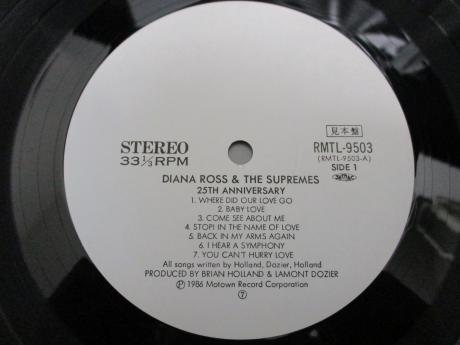 見本盤
STEREO
33⅓RPM
RMTL-9503
(RMTL-9503-A)
SIDE 1
DIANA ROSS & THE SUPREMES
25TH ANNIVERSARY
1. WHERE DID OUR LOVE GO
2. BABY LOVE
3. COME SEE ABOUT ME
4. STOP! IN THE NAME OF LOVE
5. BACK IN MY ARMS AGAIN
6. I HEAR A SYMPHONY
7. YOU CAN'T HURRY LOVE
All songs written by Holland, Dozier, Holland
PRODUCED BY BRIAN HOLLAND & LAMONT DOZIER
Ⓟ1986 Motown Record Corporation
⑦